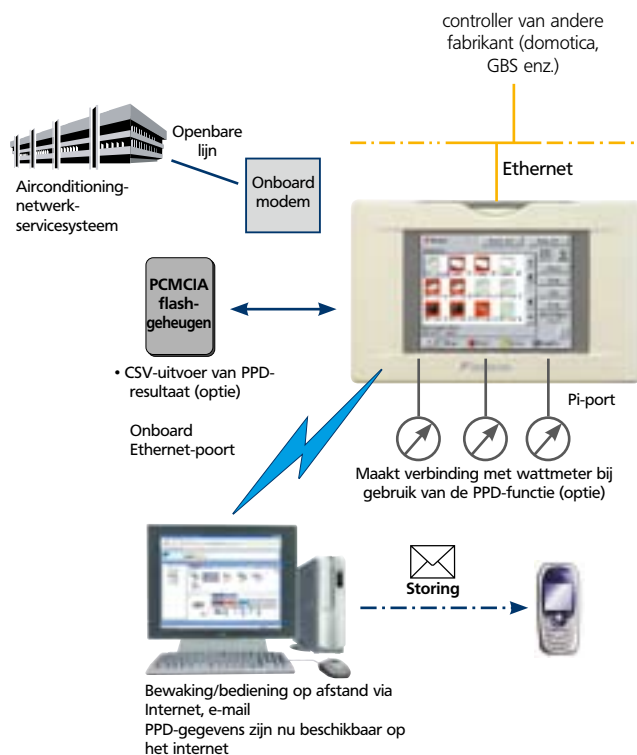 controller van andere
fabrikant (domotica,
GBS enz.)
Openbare
lijn
Ethernet
Airconditioning-
netwerk-
servicesysteem
Onboard
modem
PCMCIA
flash-
geheugen
• CSV-uitvoer van PPD-
resultaat (optie)
Pi-port
Onboard
Ethernet-poort
Maakt verbinding met wattmeter bij
gebruik van de PPD-functie (optie)
Storing
Bewaking/bediening op afstand via
Internet, e-mail
PPD-gegevens zijn nu beschikbaar op
het internet